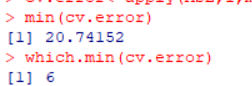 > min(cv.error)
[1] 20.74152
> which.min(cv.error)
[1] 6